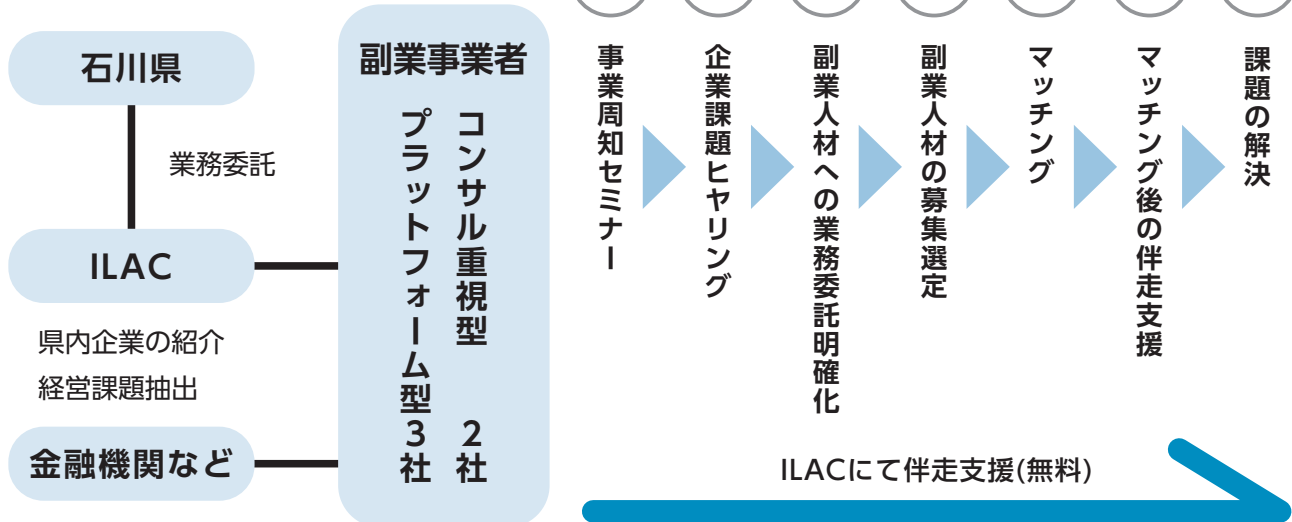 石川県
業務委託
ILAC
県内企業の紹介
経営課題抽出
金融機関など
副業事業者
コンサル重視型 2社
プラットフォーム型3社
事業周知セミナー
企業課題ヒヤリング
副業人材への業務委託明確化
副業人材の募集選定
マッチング
マッチング後の伴走支援
課題の解決
ILACにて伴走支援(無料)